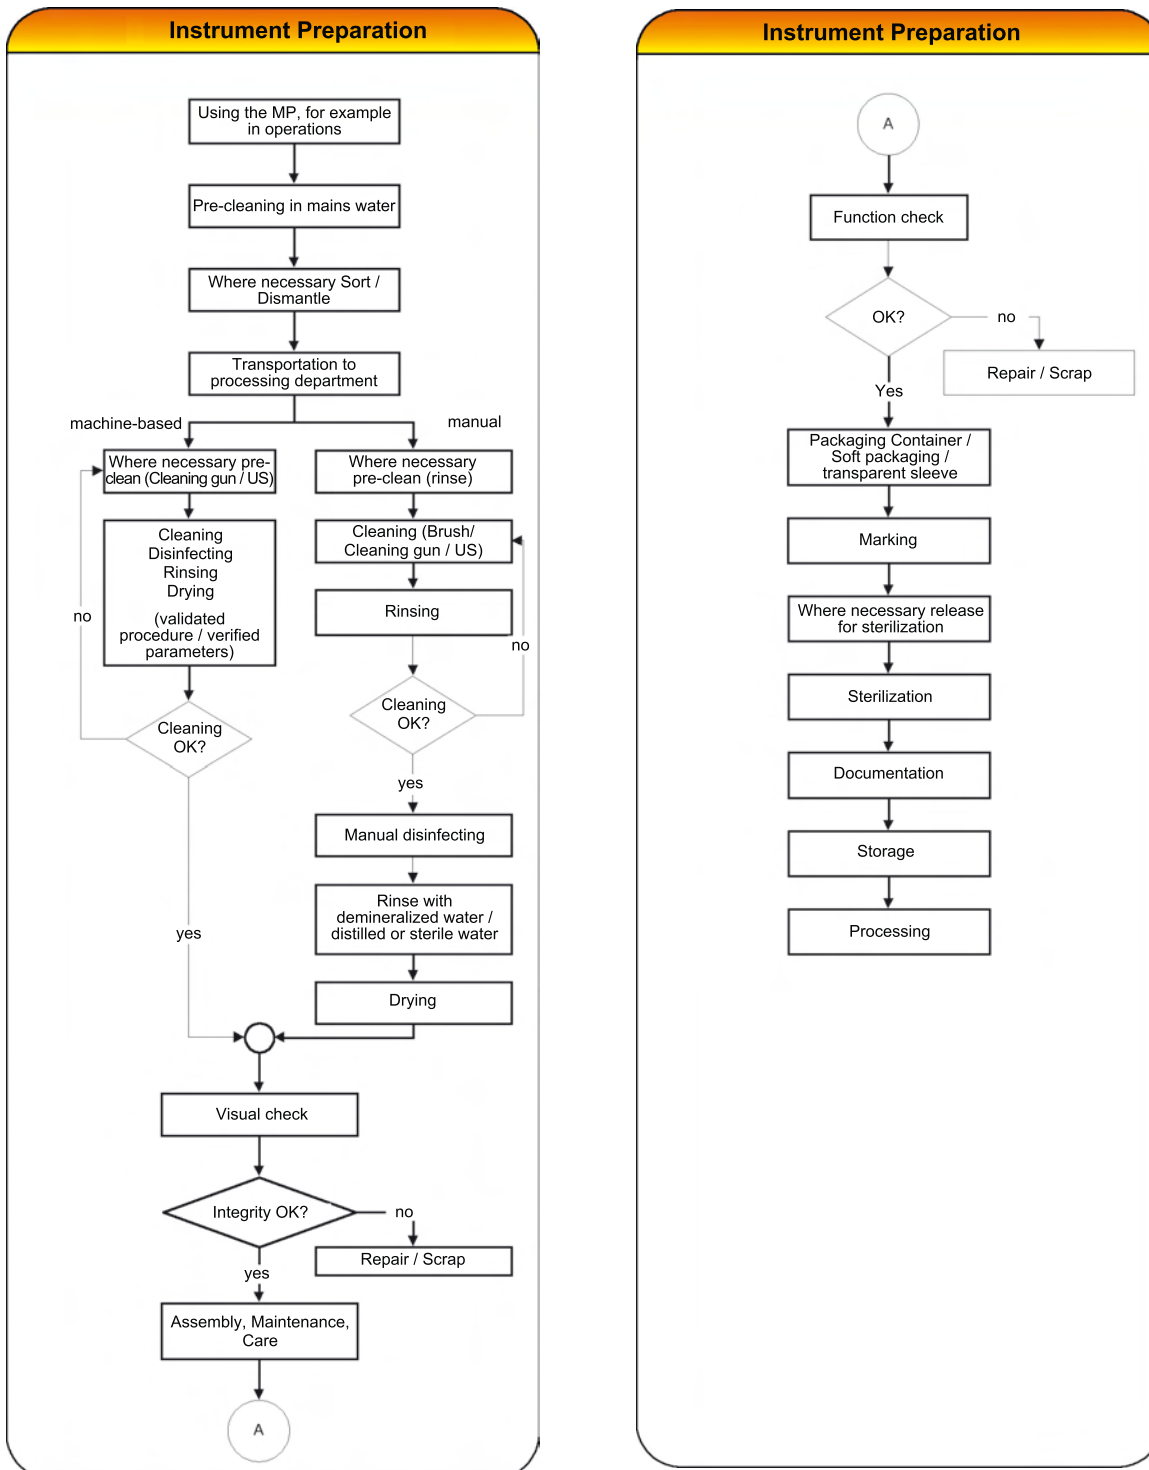 Instrument Preparation
Using the MP, for example
in operations
Pre-cleaning in mains water
Where necessary Sort /
Dismantle
Transportation to
processing department
machine-based
manual
Where necessary pre-
clean (Cleaning gun / US)
Where necessary
pre-clean (rinse)
Cleaning
Disinfecting
Rinsing
Drying
(validated
procedure / verified
parameters)
Cleaning (Brush/
Cleaning gun / US)
Rinsing
no
no
Cleaning
OK?
Cleaning
OK?
yes
Manual disinfecting
Rinse with
demineralized water /
distilled or sterile water
yes
Drying
Visual check
Integrity OK?
no
Repair / Scrap
yes
Assembly, Maintenance,
Care
A
Instrument Preparation
A
Function check
OK?
no
Repair / Scrap
Yes
Packaging Container /
Soft packaging /
transparent sleeve
Marking
Where necessary release
for sterilization
Sterilization
Documentation
Storage
Processing